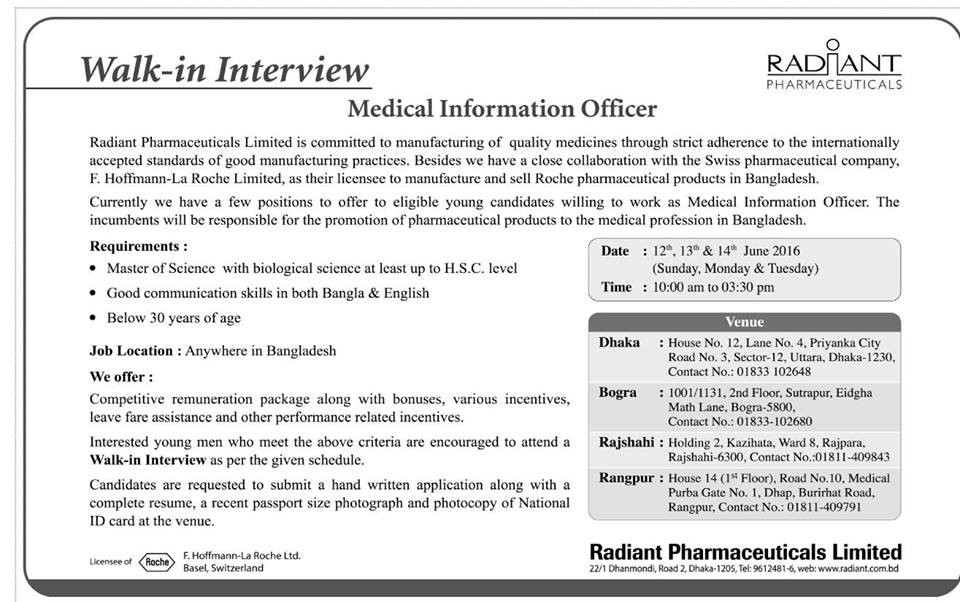 Walk-in Interview
RADIANT
PHARMACEUTICALS
Medical Information Officer
Radiant Pharmaceuticals Limited is committed to manufacturing of quality medicines through strict adherence to the internationally
accepted standards of good manufacturing practices. Besides we have a close collaboration with the Swiss pharmaceutical company,
F. Hoffmann-La Roche Limited, as their licensee to manufacture and sell Roche pharmaceutical products in Bangladesh.
Currently we have a few positions to offer to eligible young candidates willing to work as Medical Information Officer. The
incumbents will be responsible for the promotion of pharmaceutical products to the medical profession in Bangladesh.
Requirements :
• Master of Science with biological science at least up to H.S.C. level
• Good communication skills in both Bangla & English
• Below 30 years of age
Job Location : Anywhere in Bangladesh
We offer :
Competitive remuneration package along with bonuses, various incentives,
leave fare assistance and other performance related incentives.
Interested young men who meet the above criteria are encouraged to attend a
Walk-in Interview as per the given schedule.
Candidates are requested to submit a hand written application along with a
complete resume, a recent passport size photograph and photocopy of National
ID card at the venue.
Date : 12th, 13th & 14th June 2016
(Sunday, Monday & Tuesday)
Time : 10:00 am to 03:30 pm
Venue
Dhaka : House No. 12, Lane No. 4, Priyanka City
Road No. 3, Sector-12, Uttara, Dhaka-1230,
Contact No.: 01833 102648
Bogra : 1001/1131, 2nd Floor, Sutrapur, Eidgha
Math Lane, Bogra-5800,
Contact No.: 01833-102680
Rajshahi : Holding 2, Kazihata, Ward 8, Rajpara,
Rajshahi-6300, Contact No.:01811-409843
Rangpur : House 14 (1st Floor), Road No.10, Medical
Purba Gate No. 1, Dhap, Burirhat Road,
Rangpur, Contact No.: 01811-409791
Licensee of Roche F. Hoffmann-La Roche Ltd.
Basel, Switzerland
Radiant Pharmaceuticals Limited
22/1 Dhanmondi, Road 2, Dhaka-1205, Tel: 9612481-6, web: www.radiant.com.bd